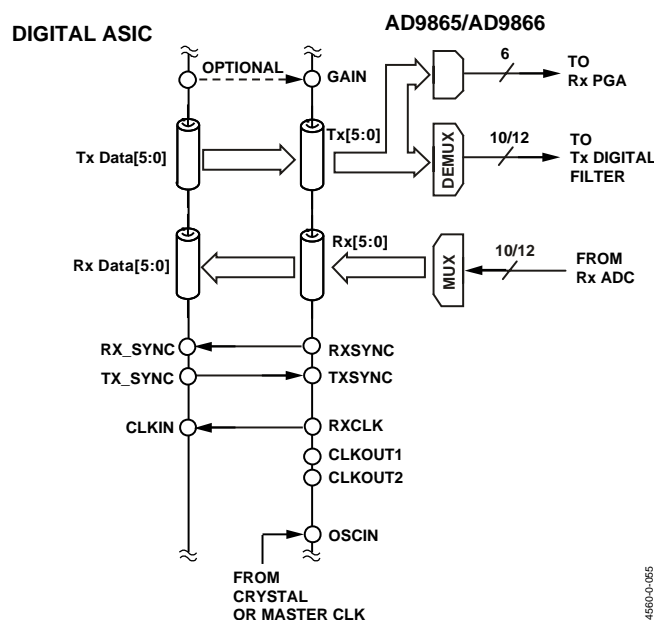 DIGITAL ASIC
AD9865/AD9866
OPTIONAL
GAIN
6
TO
Rx PGA
Tx Data[5:0]
Tx[5:0]
DEMUX
10/12
TO
Tx DIGITAL
FILTER
Rx Data[5:0]
Rx[5:0]
MUX
10/12
FROM
Rx ADC
RX_SYNC
RXSYNC
TX_SYNC
TXSYNC
CLKIN
RXCLK
CLKOUT1
CLKOUT2
OSCIN
FROM
CRYSTAL
OR MASTER CLK
4560-0-055